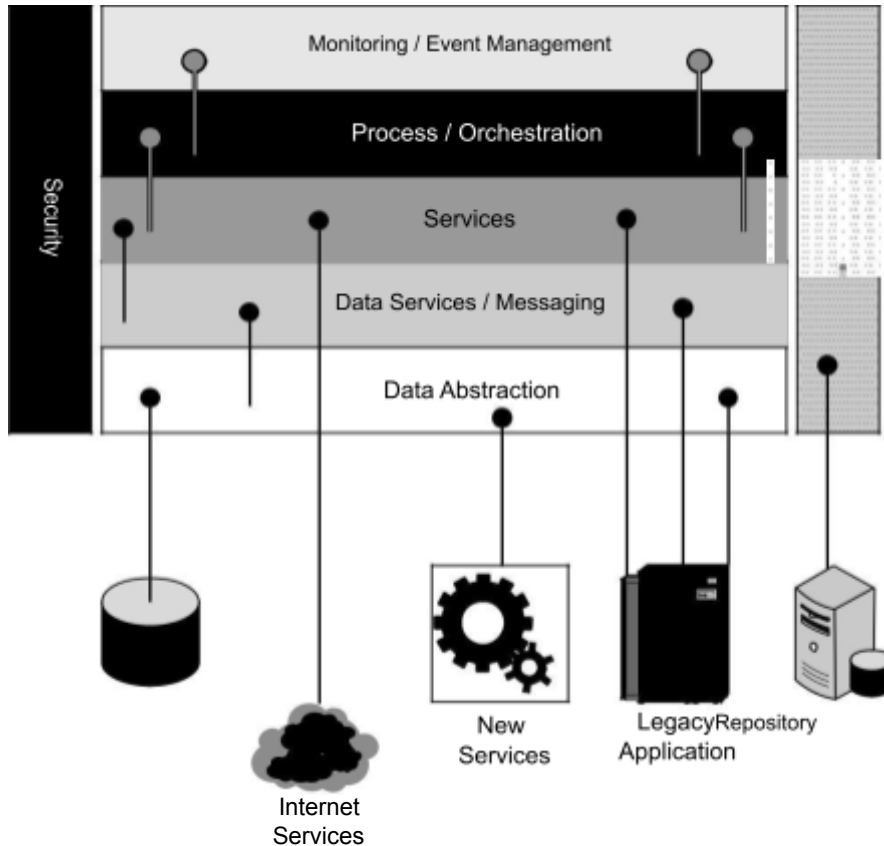 Monitoring / Event Management
Process / Orchestration
Security
Services
Data Services / Messaging
Data Abstraction
New
Services
LegacyRepository
Application
Internet
Services